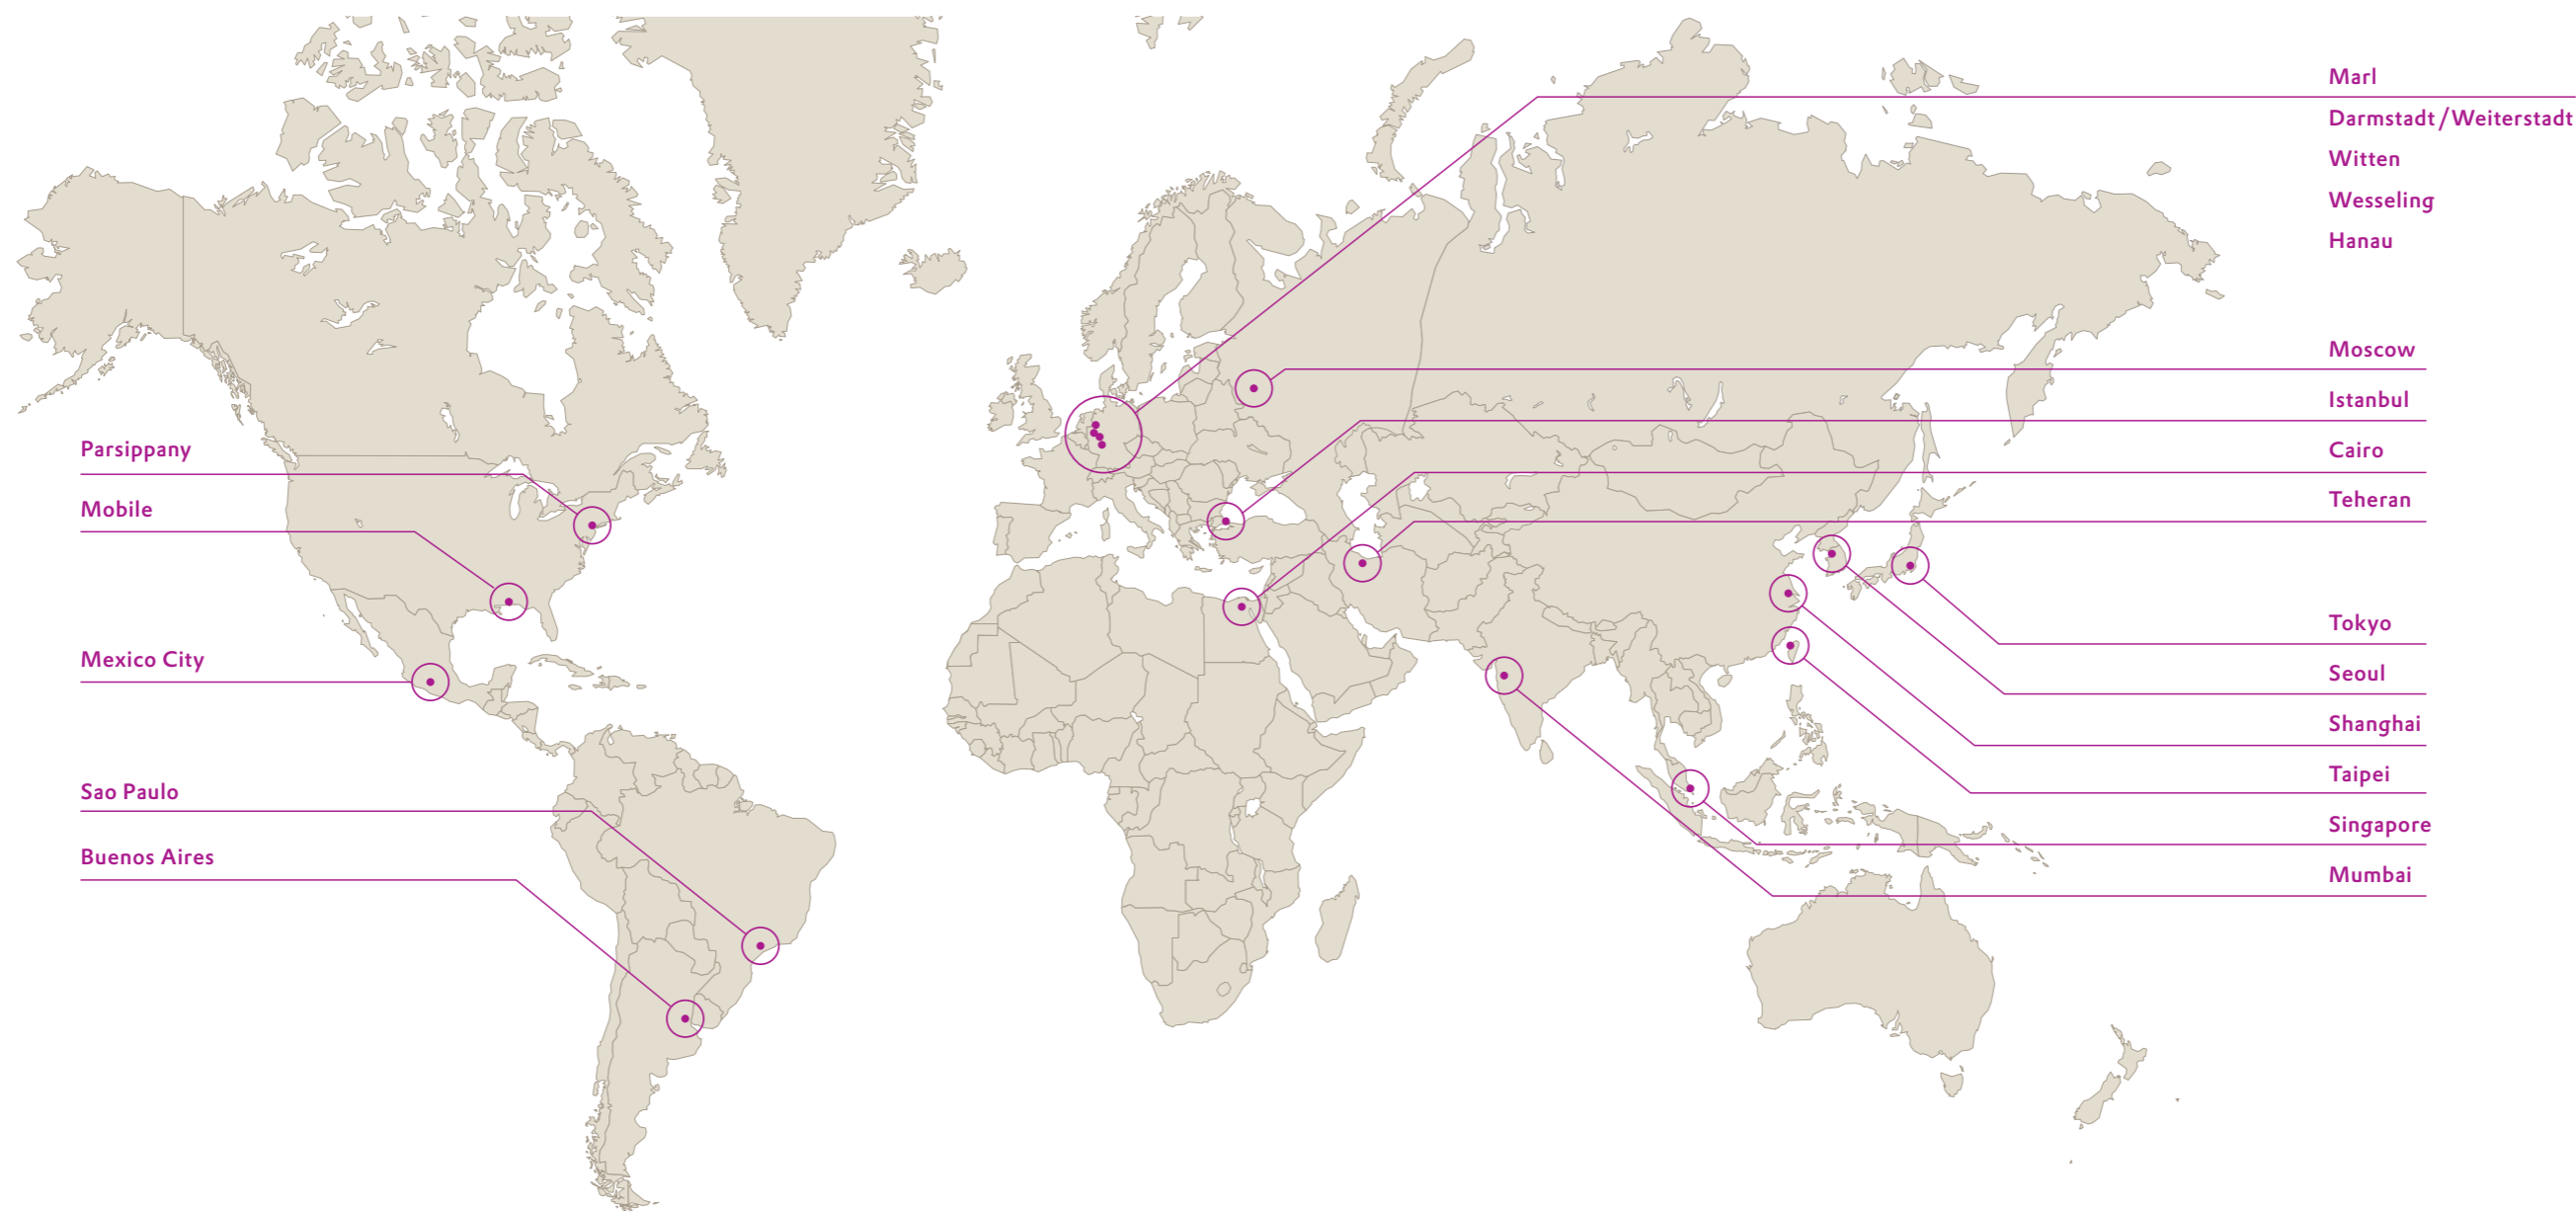 Parsippany
Mobile
Mexico City
Sao Paulo
Buenos Aires
Marl
Darmstadt/Weiterstadt
Witten
Wesseling
Hanau
Moscow
Istanbul
Cairo
Teheran
Tokyo
Seoul
Shanghai
Taipei
Singapore
Mumbai